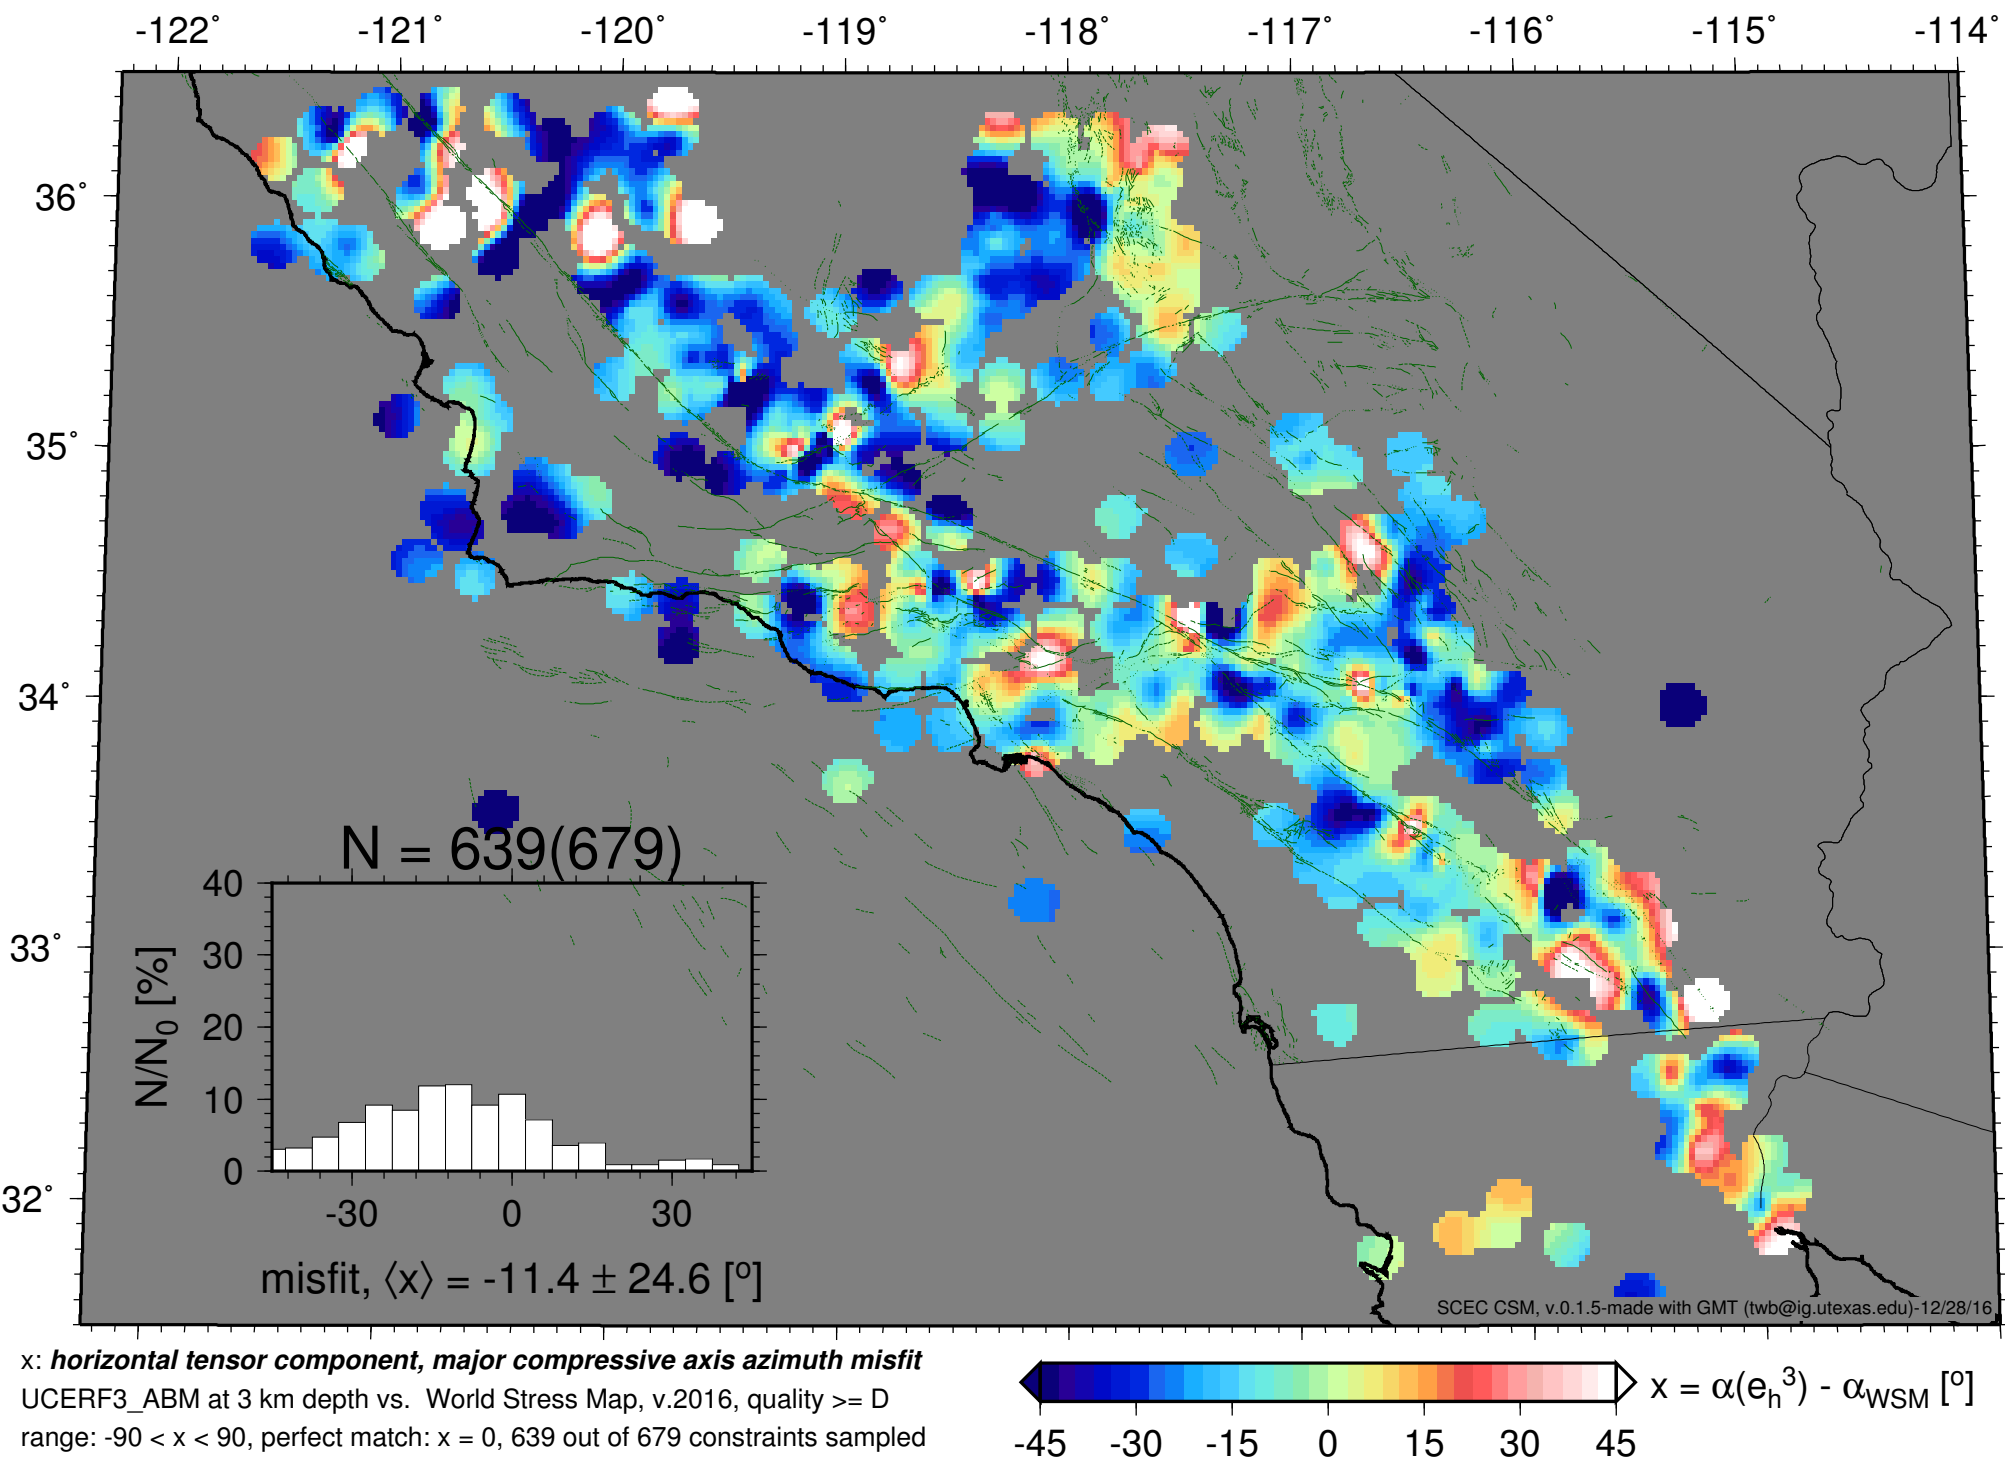 -122° -121° -120° -119° -118° -117° -116° -115° -114°
36°
35°
34°
33°
32°
N = 639(679)
40
30
20
10
0
N/N0 [%]
-30 0 30
misfit, ⟨x⟩ = -11.4 ± 24.6 [o]
SCEC CSM, v.0.1.5-made with GMT (twb@ig.utexas.edu)-12/28/16
x: horizontal tensor component, major compressive axis azimuth misfit
UCERF3_ABM at 3 km depth vs. World Stress Map, v.2016, quality >= D
range: -90 < x < 90, perfect match: x = 0, 639 out of 679 constraints sampled
x = α(eh3) - αWSM [o]
-45 -30 -15 0 15 30 45